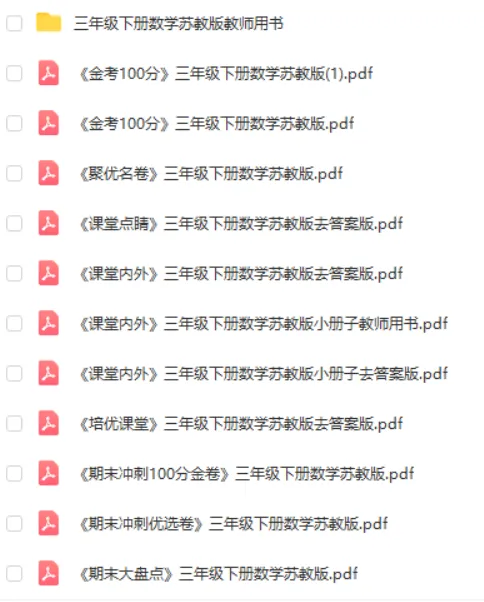 三年级下册数学苏教版教师用书
《金考100分》三年级下册数学苏教版(1).pdf
《金考100分》三年级下册数学苏教版.pdf
《聚优名卷》三年级下册数学苏教版.pdf
《课堂点睛》三年级下册数学苏教版去答案版.pdf
《课堂内外》三年级下册数学苏教版去答案版.pdf
《课堂内外》三年级下册数学苏教版小册子教师用书.pdf
《课堂内外》三年级下册数学苏教版小册子去答案版.pdf
《培优课堂》三年级下册数学苏教版去答案版.pdf
《期末冲刺100分金卷》三年级下册数学苏教版.pdf
《期末冲刺优选卷》三年级下册数学苏教版.pdf
《期末大盘点》三年级下册数学苏教版.pdf